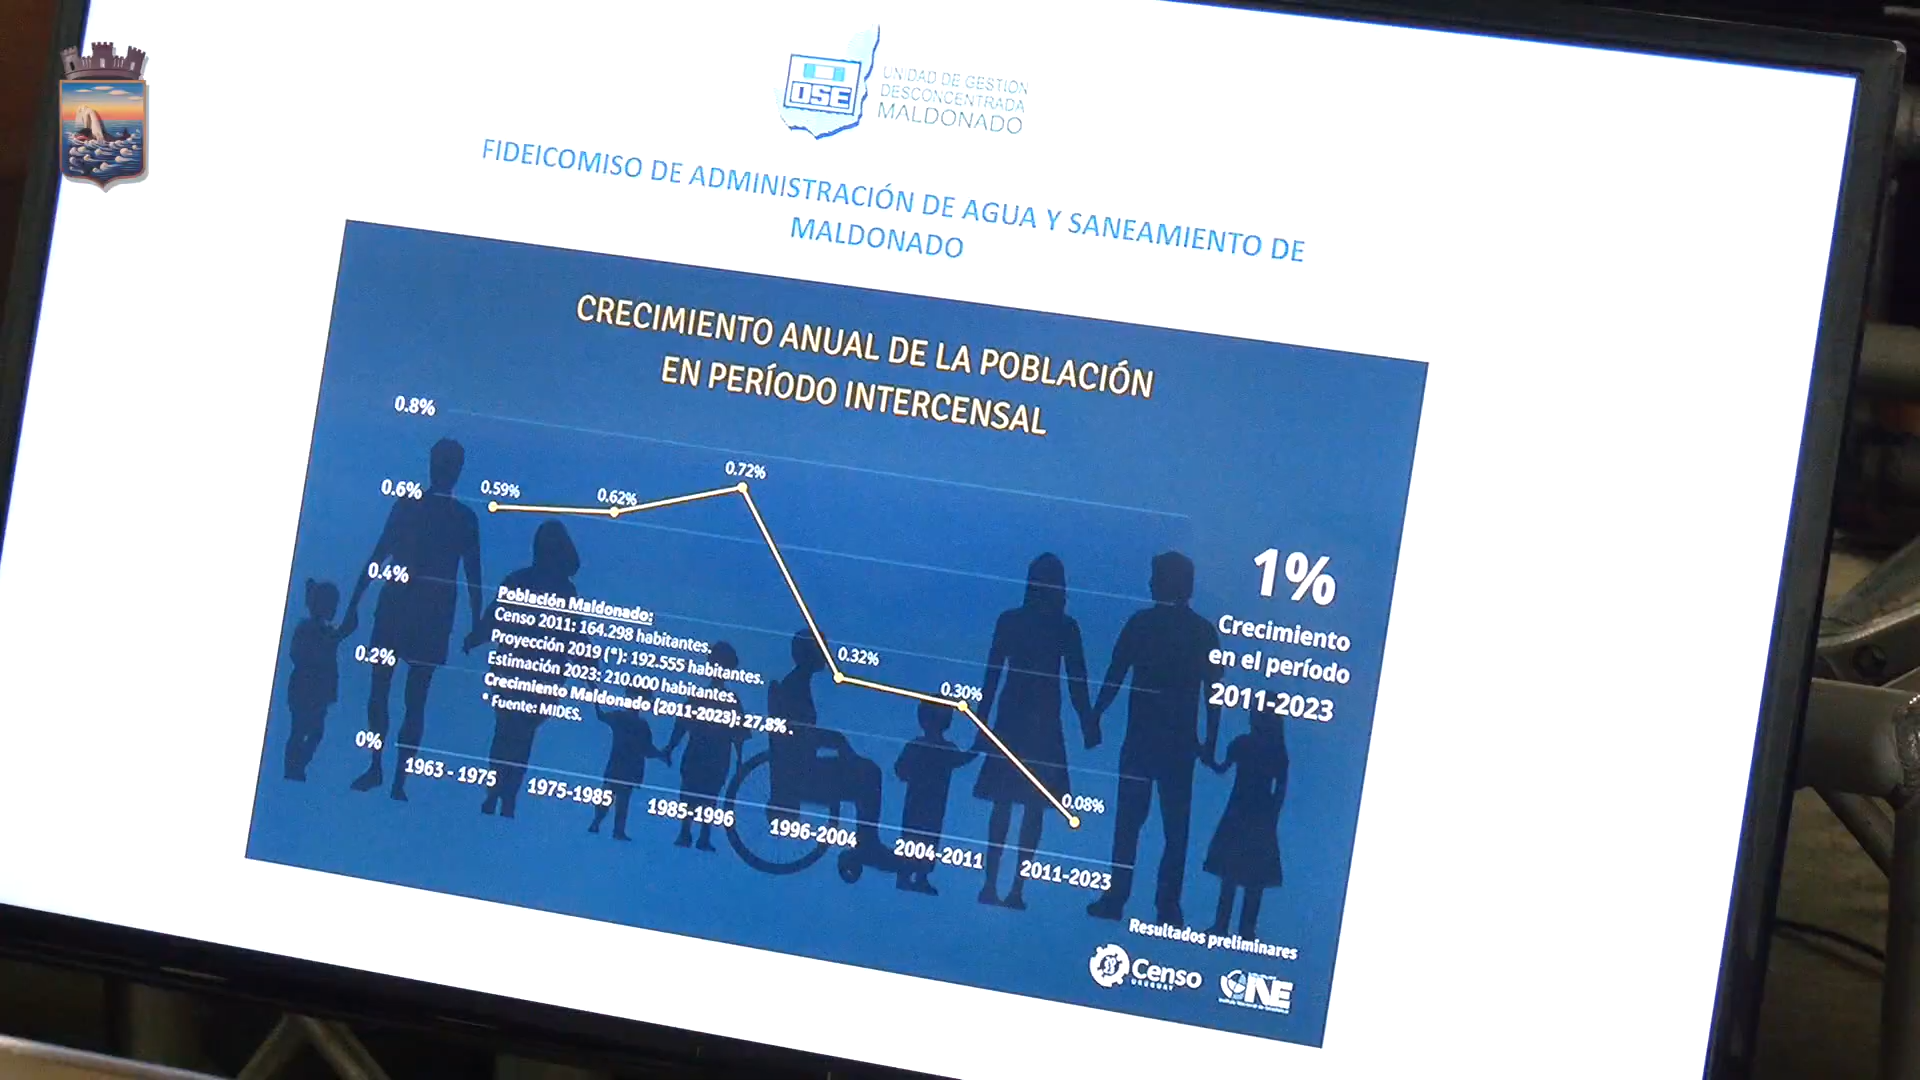 OSE
UNIDAD DE GESTION
DESCONCENTRADA
MALDONADO
FIDEICOMISO DE ADMINISTRACIÓN DE AGUA Y SANEAMIENTO DE
MALDONADO
CRECIMIENTO ANUAL DE LA POBLACIÓN
EN PERÍODO INTERCENSAL
0.8%
0.6%
0.4%
0.2%
0%
0.59%
0.62%
0.72%
0.32%
0.30%
0.08%
Población Maldonado:
Censo 2011: 164.298 habitantes.
Proyección 2019 (*): 192.555 habitantes.
Estimación 2023: 210.000 habitantes.
Crecimiento Maldonado (2011-2023): 27,8% .
* Fuente: MIDES.
1963 - 1975
1975-1985
1985-1996
1996-2004
2004-2011
2011-2023
1%
Crecimiento
en el período
2011-2023
Resultados preliminares
Censo
URUGUAY
INE